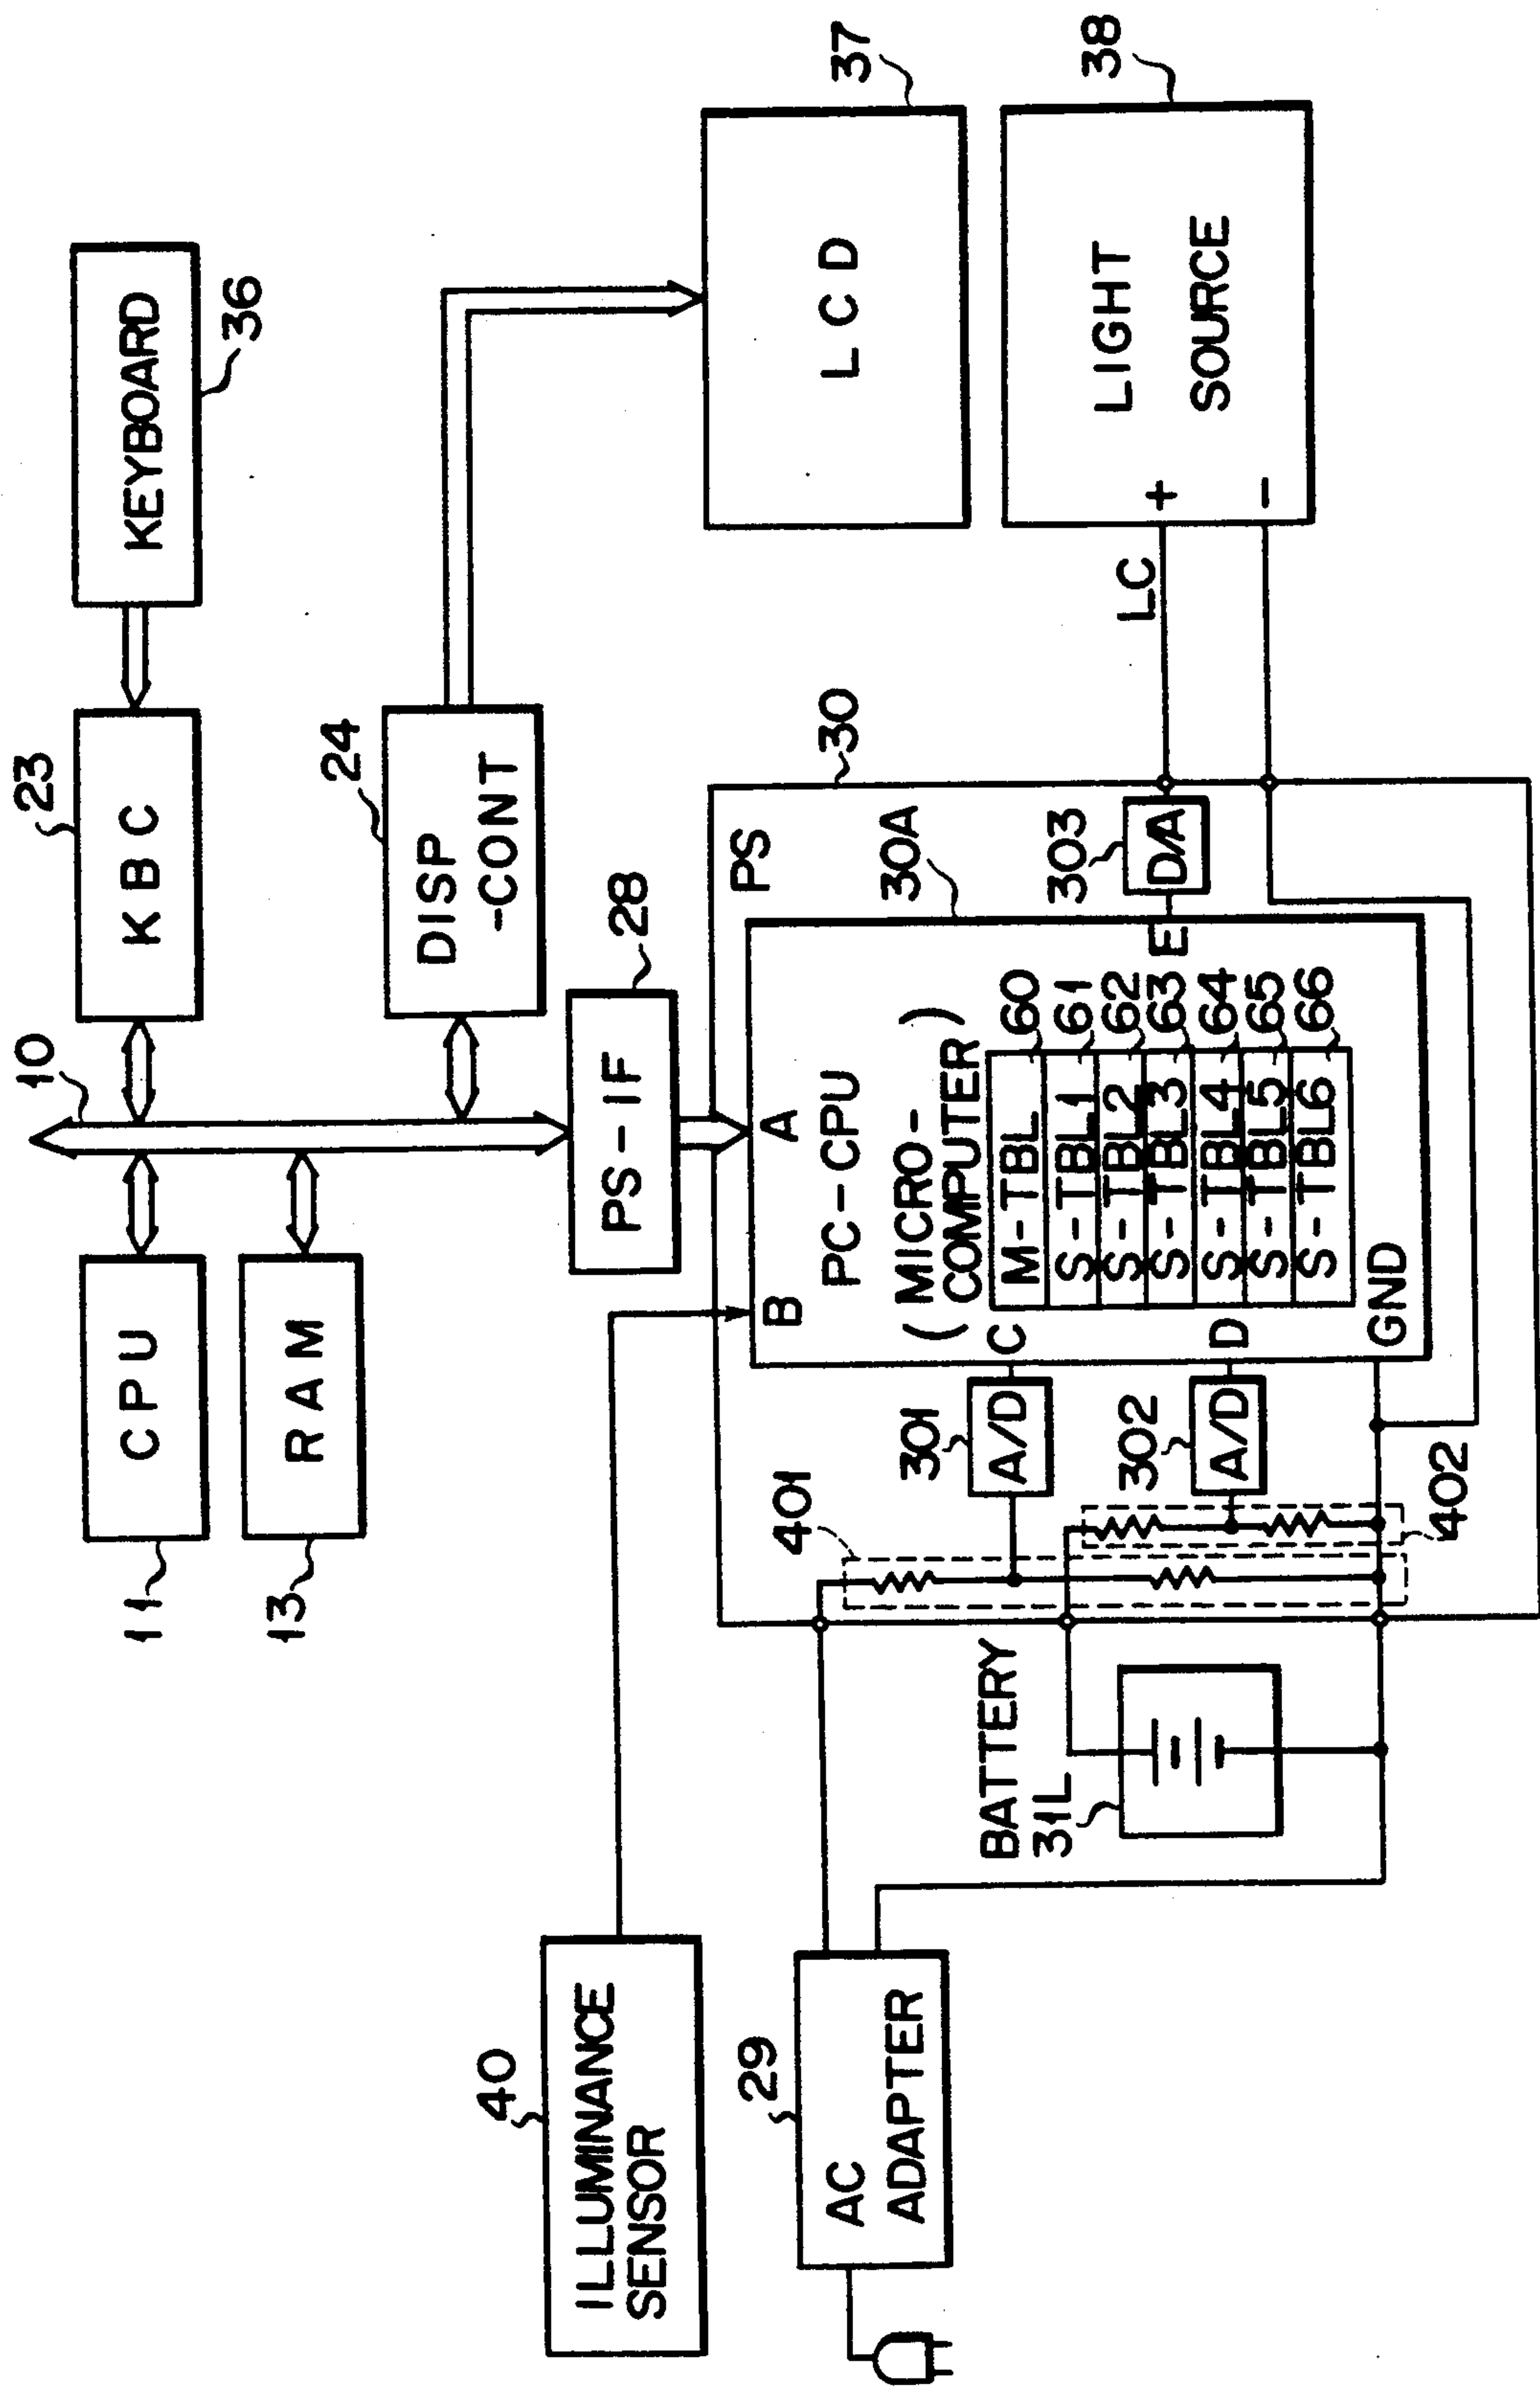 10
11
CPU
23
KBC
KEYBOARD
36
13
RAM
24
DISP
-CONT
40
ILLUMINANCE
SENSOR
PS-IF
28
LCD
37
PS
30
29
AC
ADAPTER
401
B
A
PC-CPU
30A
(MICRO-
COMPUTER)
BATTERY
31L
301
A/D
C
M-TBL
60
S-TBL1
61
S-TBL2
62
S-TBL3
63
S-TBL4
64
S-TBL5
65
S-TBL6
66
302
A/D
D
E
303
D/A
LC
+
-
LIGHT
SOURCE
38
GND
402